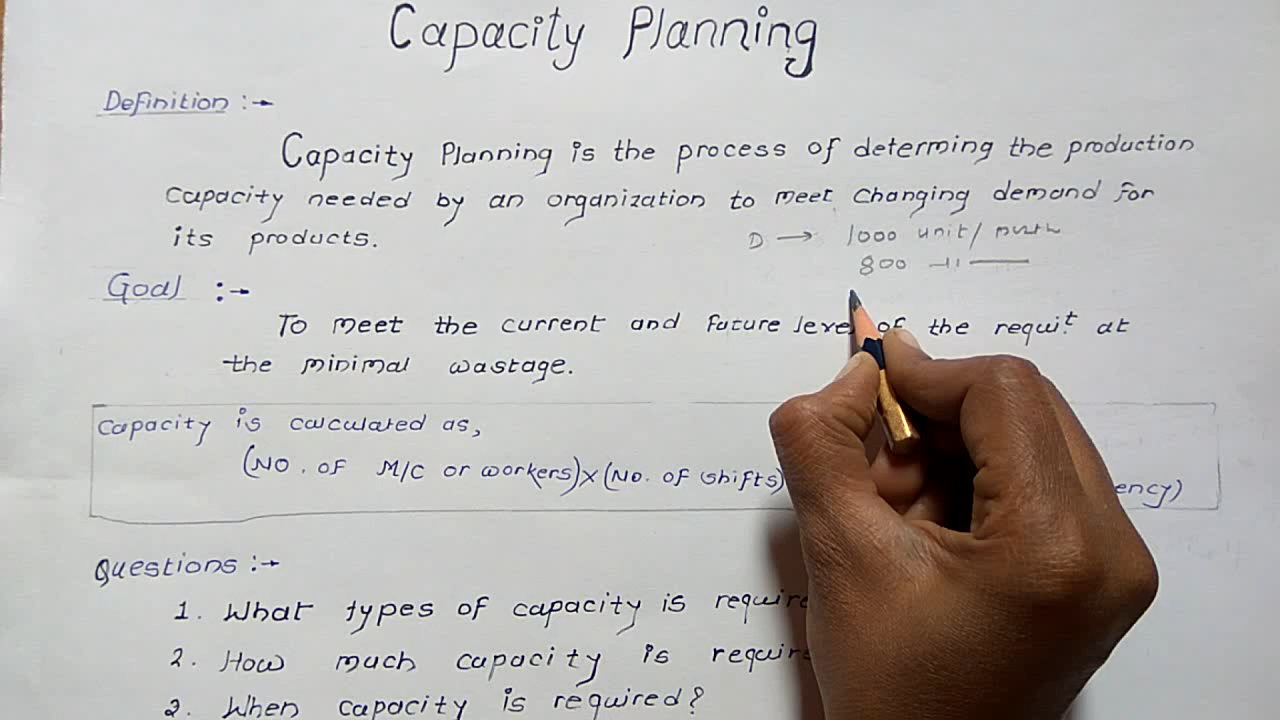 Capacity Planning
Definition :-
Capacity Planning is the process of determing the production
capacity needed by an organization to meet changing demand for
its products.
D → 1000 unit/
800 -11-
Goal :-
To meet the current and future level of the requit at
the minimal wastage.
Capacity is calculated as,
(No. of M/C or workers)x(No. of shifts) ency)
Questions :-
1. What types of capacity is require
2. How much capacity is require
2. When capacity is required?